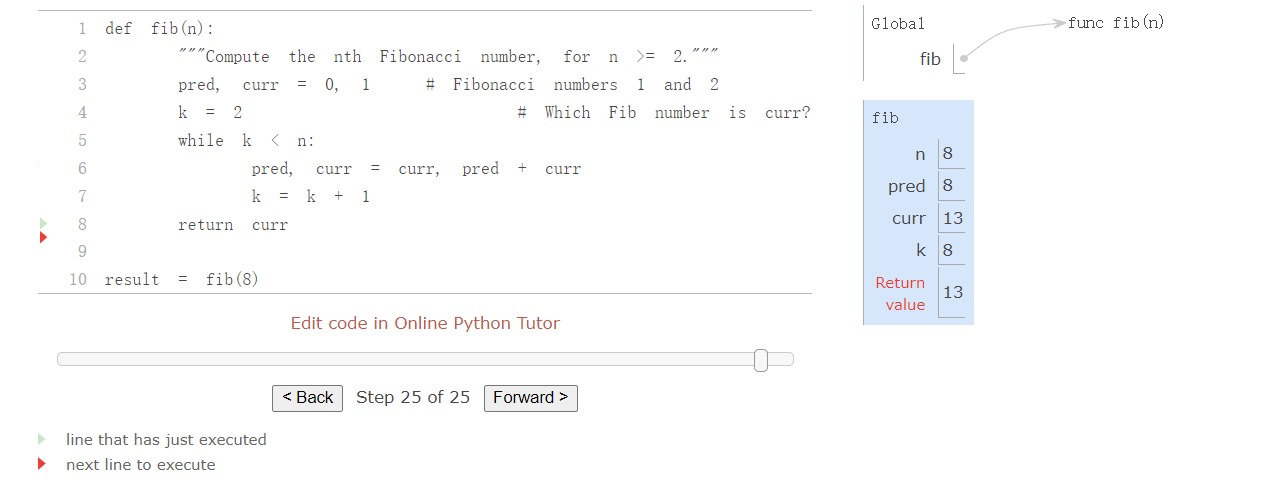 1 def fib(n):
2 """Compute the nth Fibonacci number, for n >= 2."""
3 pred, curr = 0, 1 # Fibonacci numbers 1 and 2
4 k = 2 # Which Fib number is curr?
5 while k < n:
6 pred, curr = curr, pred + curr
7 k = k + 1
8 return curr
9
10 result = fib(8)
Edit code in Online Python Tutor
< Back Step 25 of 25 Forward >
line that has just executed
next line to execute
Global
fib
func fib(n)
fib
n 8
pred 8
curr 13
k 8
Return
value 13